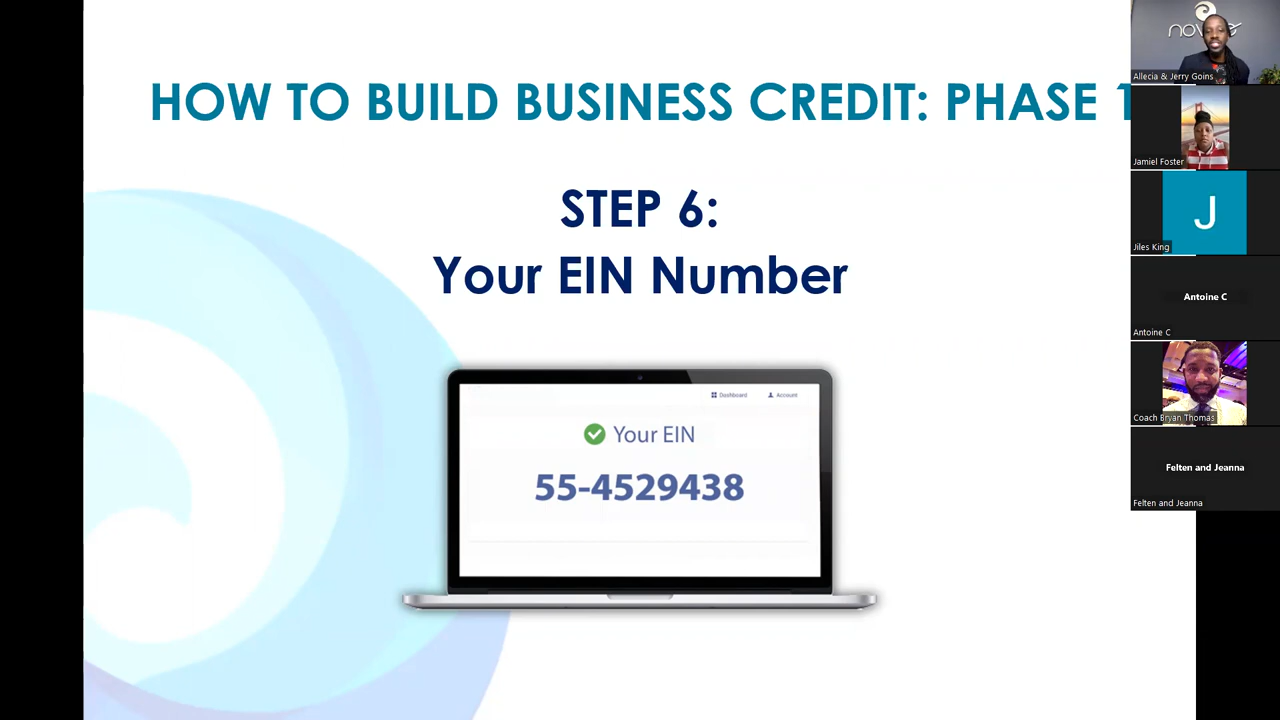 HOW TO BUILD BUSINESS CREDIT: PHASE 1
STEP 6:
Your EIN Number
Dashboard Account
Your EIN
55-4529438
Allecia & Jerry Goins
Jamiel Foster
J
Jiles King
Antoine C
Antoine C
Coach Bryan Thomas
Felten and Jeanna
Felten and Jeanna